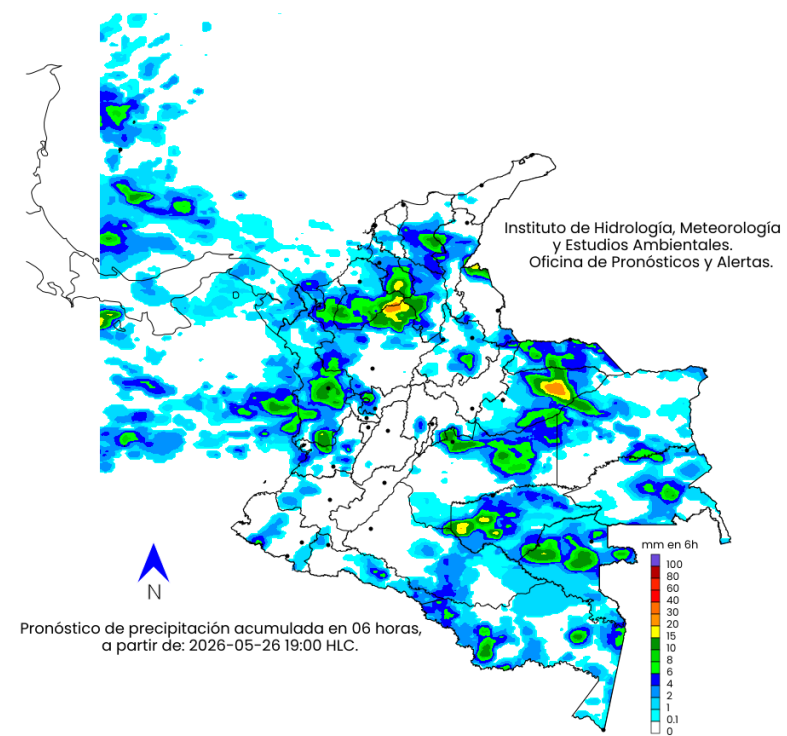 Instituto de Hidrología, Meteorología
y Estudios Ambientales.
Oficina de Pronósticos y Alertas.
mm en 6h
100
80
60
40
30
20
15
10
8
6
4
2
1
0.1
0
N
Pronóstico de precipitación acumulada en 06 horas,
a partir de: 2026-05-26 19:00 HLC.